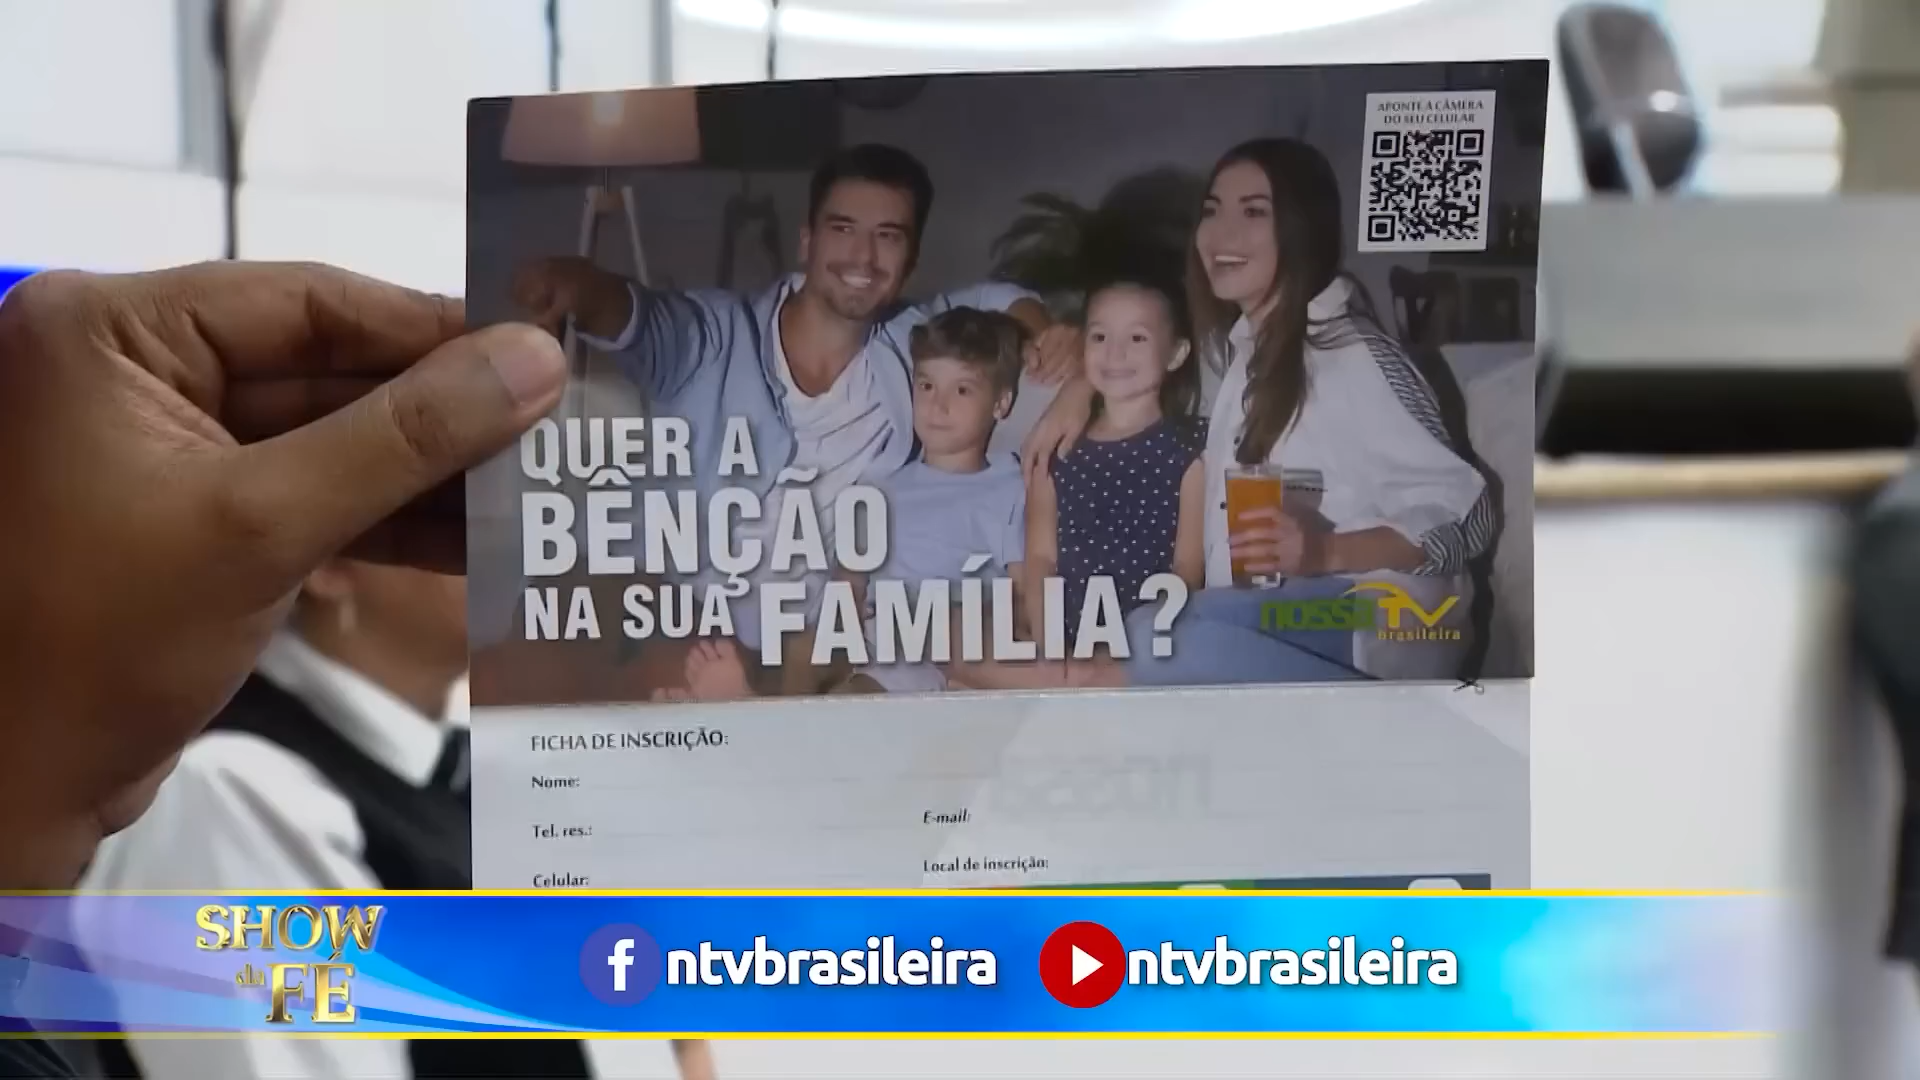 APONTE A CÂMERA
DO SEU CELULAR
QUER A
BÊNÇÃO
NA SUA FAMÍLIA?
nossa TV
brasileira
FICHA DE INSCRIÇÃO:
Nome:
Tel. res.:
E-mail:
Celular:
Local de inscrição:
SHOW
da
FÉ
ntvbrasileira
ntvbrasileira